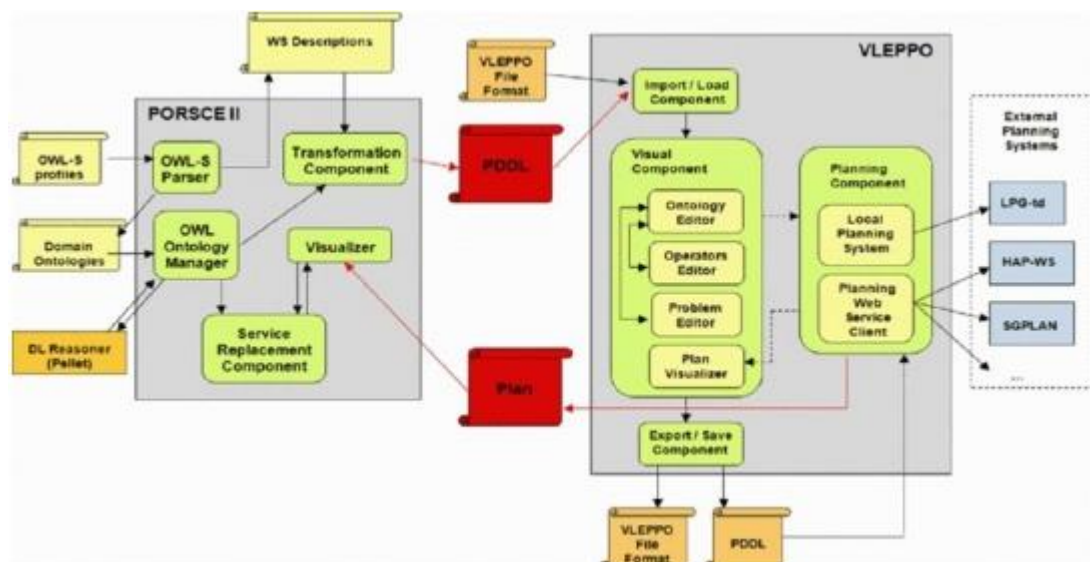 WS Descriptions
VLEPPO
File
Format
VLEPPO
Import / Load
Component
PORSCE II
External
Planning
Systems
OWL-S
profiles
OWL-S
Parser
Transformation
Component
PDDL
Visual
Component
Planning
Component
Ontology
Editor
Local
Planning
System
LPG-td
Domain
Ontologies
OWL
Ontology
Manager
Visualizer
Operators
Editor
HAP-WS
Planning
Web
Service
Client
Problem
Editor
SGPLAN
DL Reasoner
(Pellet)
Service
Replacement
Component
Plan
Plan
Visualizer
...
Export / Save
Component
VLEPPO
File
Format
PDDL